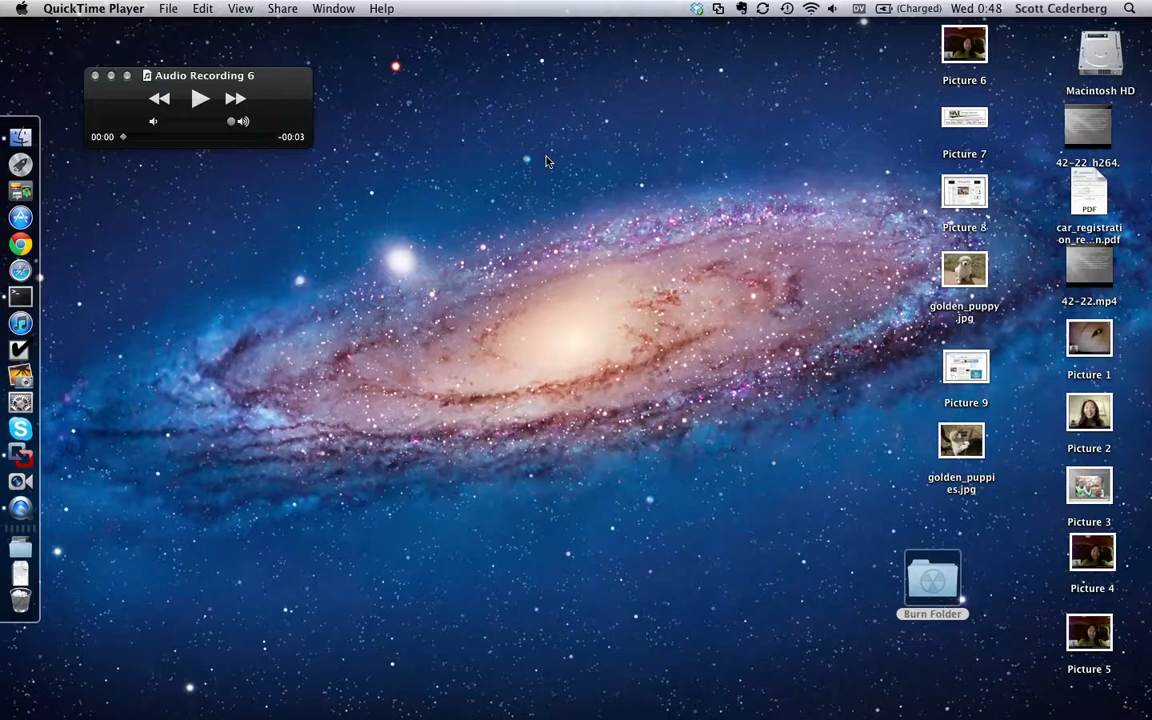 QuickTime Player File Edit View Share Window Help
DV (Charged) Wed 0:48 Scott Cederberg
Audio Recording 6
00:00 -00:03
Picture 6
Macintosh HD
Picture 7
42-22.h264.
PDF
Picture 8
car_registrati
on_re...n.pdf
golden_puppy
.jpg
42-22.mp4
Picture 1
Picture 9
Picture 2
golden_puppi
es.jpg
Picture 3
Picture 4
Burn Folder
Picture 5